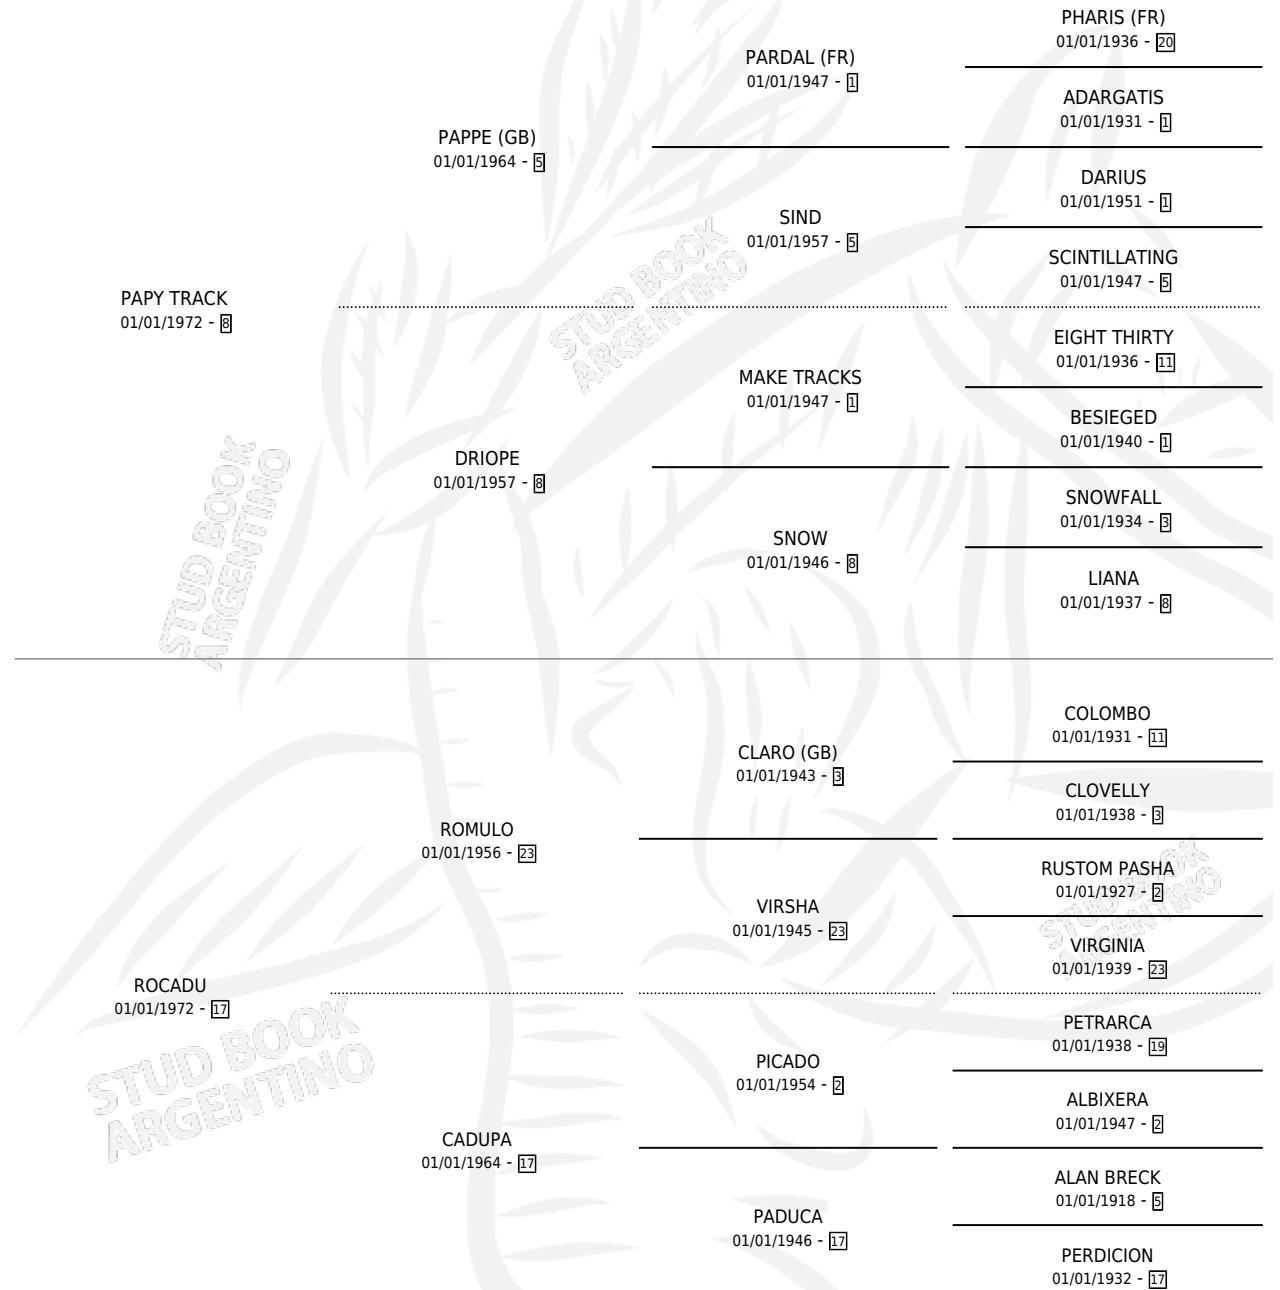 PHARIS (FR)
01/01/1936 - 20
PARDAL (FR)
01/01/1947 - 1
ADARGATIS
01/01/1931 - 1
PAPPE (GB)
01/01/1964 - 5
DARIUS
01/01/1951 - 1
SIND
01/01/1957 - 5
SCINTILLATING
01/01/1947 - 5
PAPY TRACK
01/01/1972 - 8
STUD BOOK
ARGENTINO
EIGHT THIRTY
01/01/1936 - 11
MAKE TRACKS
01/01/1947 - 1
BESIEGED
01/01/1940 - 1
DRIOPE
01/01/1957 - 8
SNOWFALL
01/01/1934 - 3
SNOW
01/01/1946 - 8
LIANA
01/01/1937 - 8
STUD BOOK
ARGENTINO
COLOMBO
01/01/1931 - 11
CLARO (GB)
01/01/1943 - 3
CLOVELLY
01/01/1938 - 3
ROMULO
01/01/1956 - 23
RUSTOM PASHA
01/01/1927 - 2
VIRSHA
01/01/1945 - 23
STUD BOOK
ARGENTINO
VIRGINIA
01/01/1939 - 23
ROCADU
01/01/1972 - 17
STUD BOOK
ARGENTINO
PETRARCA
01/01/1938 - 19
PICADO
01/01/1954 - 2
ALBIXERA
01/01/1947 - 2
CADUPA
01/01/1964 - 17
ALAN BRECK
01/01/1918 - 5
PADUCA
01/01/1946 - 17
PERDICION
01/01/1932 - 17